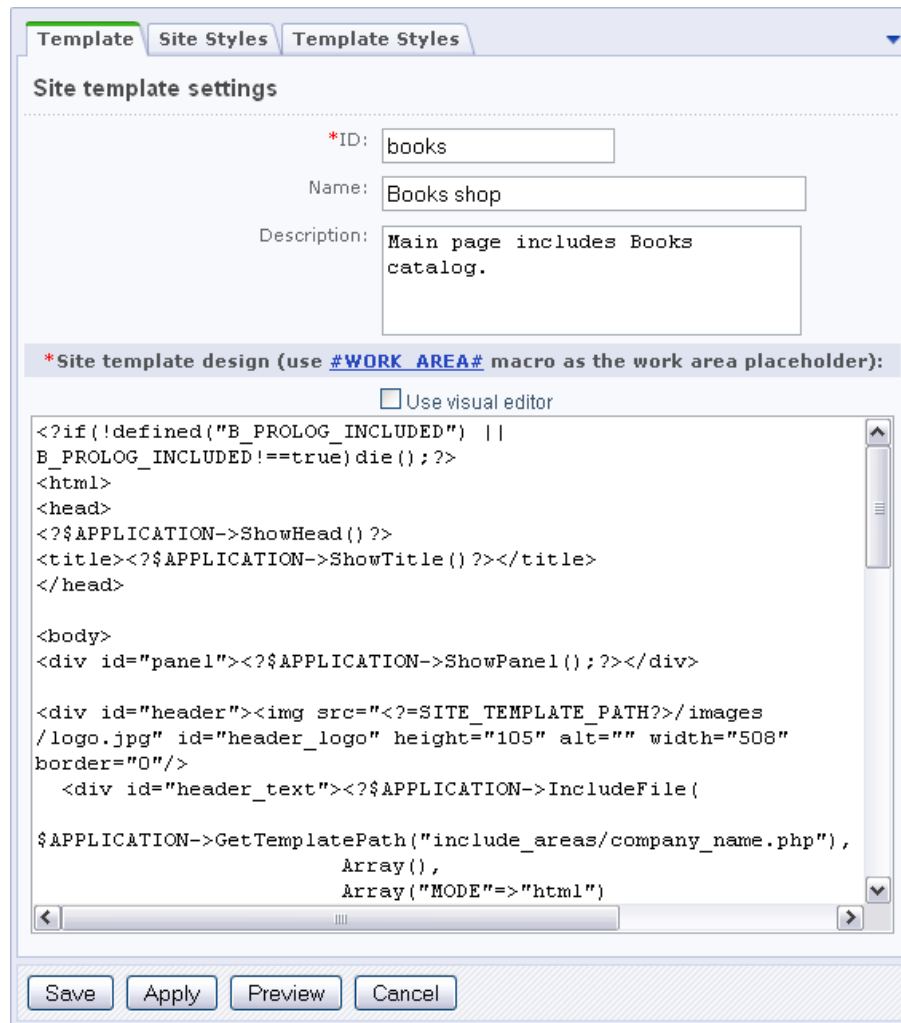 Template Site Styles Template Styles
Site template settings
*ID: books
Name: Books shop
Description: Main page includes Books
catalog.
*Site template design (use #WORK_AREA# macro as the work area placeholder):
Use visual editor
<?if(!defined("B_PROLOG_INCLUDED") ||
B_PROLOG_INCLUDED!==true)die();?>
<html>
<head>
<?$APPLICATION->ShowHead()?>
<title><?$APPLICATION->ShowTitle()?></title>
</head>
<body>
<div id="panel"><?$APPLICATION->ShowPanel();?></div>
<div id="header"><img src="<?=SITE_TEMPLATE_PATH?>/images
/logo.jpg" id="header_logo" height="105" alt="" width="508"
border="0"/>
<div id="header_text"><?$APPLICATION->IncludeFile(
$APPLICATION->GetTemplatePath("include_areas/company_name.php"),
Array(),
Array("MODE"=>"html")
Save Apply Preview Cancel